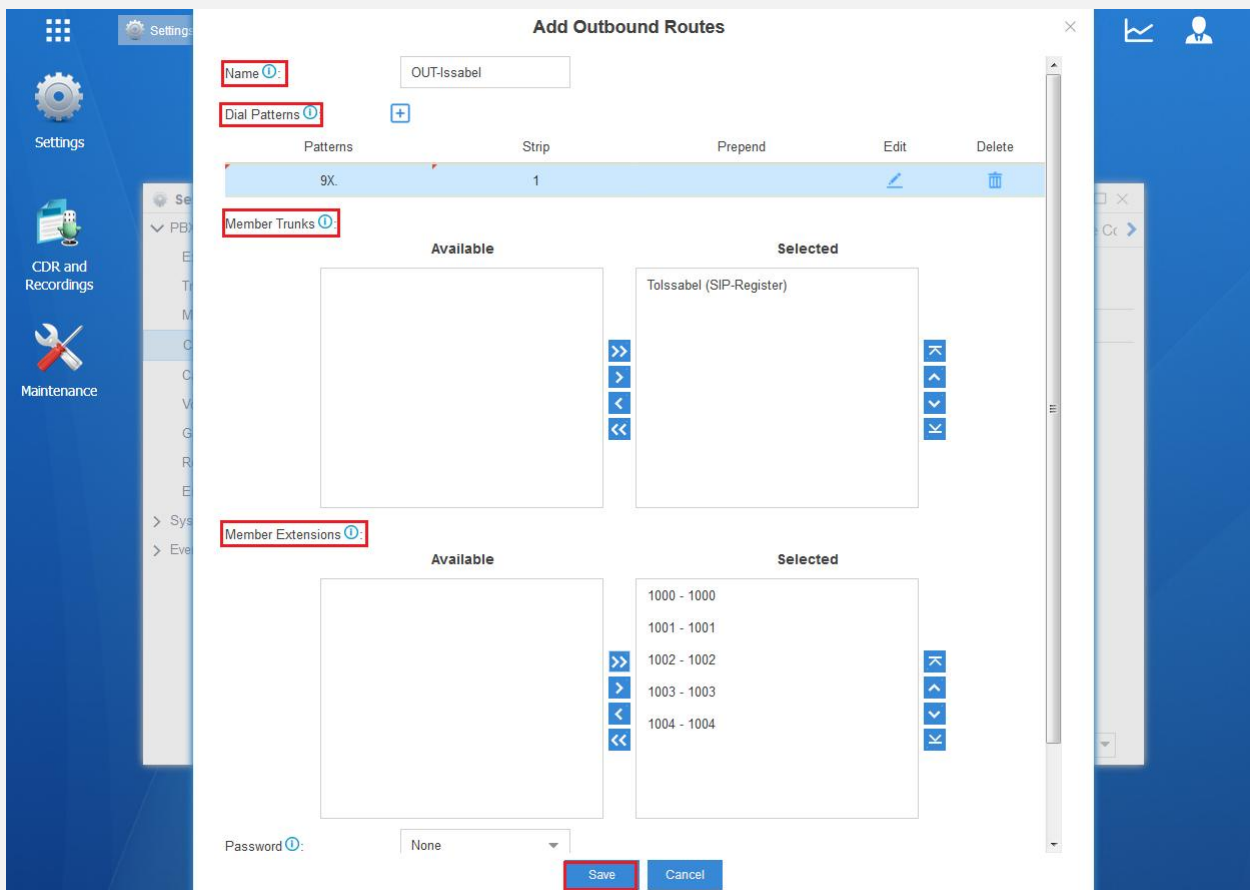 Settings
Add Outbound Routes
Settings
CDR and
Recordings
Maintenance
Name :
OUT-Issabel
Dial Patterns :
Patterns Strip Prepend Edit Delete
9X. 1
Member Trunks :
Available Selected
ToIssabel (SIP-Register)
Member Extensions :
Available Selected
1000 - 1000
1001 - 1001
1002 - 1002
1003 - 1003
1004 - 1004
Password :
None
Save Cancel